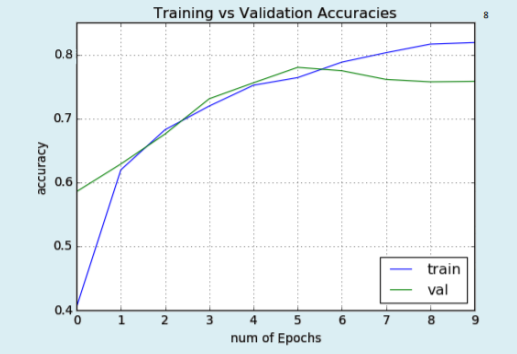 Training vs Validation Accuracies
8
0.8
0.7
0.6
0.5
0.4
accuracy
train
val
0 1 2 3 4 5 6 7 8 9
num of Epochs